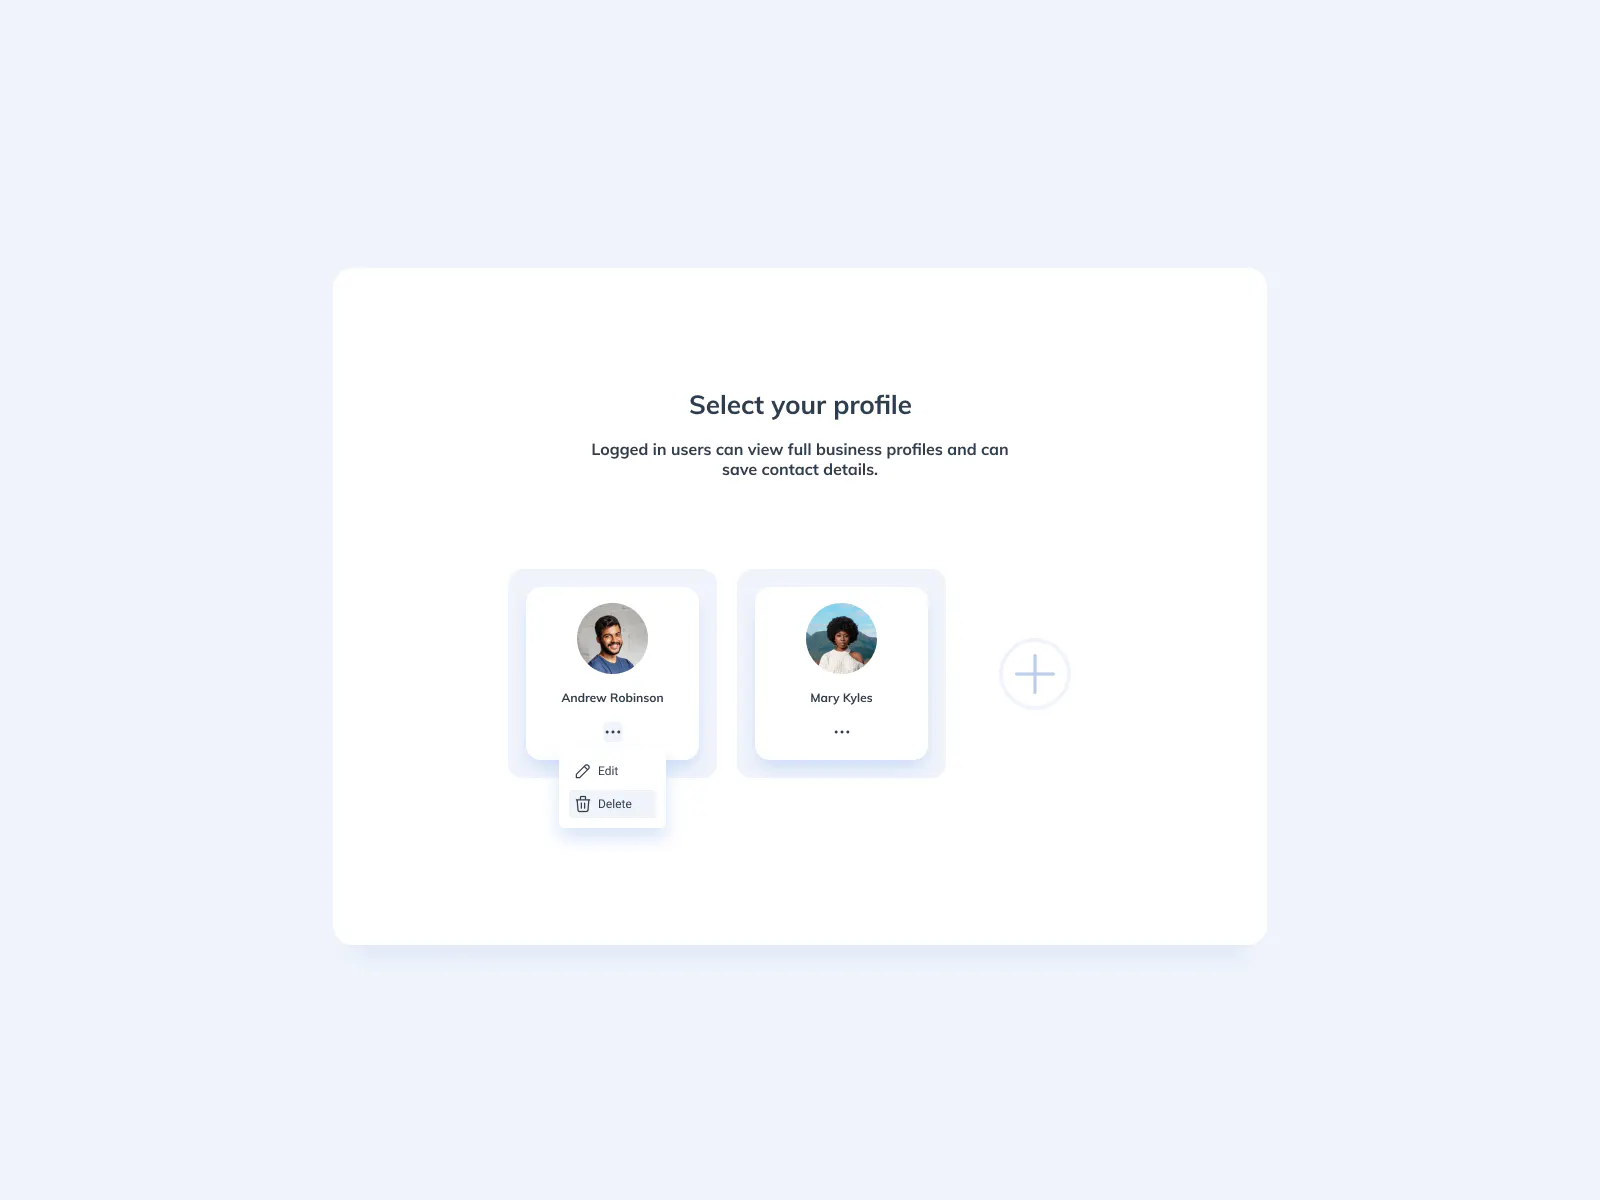 Select your profile
Logged in users can view full business profiles and can
save contact details.
Andrew Robinson
Mary Kyles
Edit
Delete